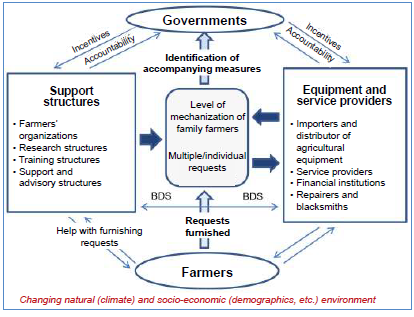 Governments
Incentives
Accountability
Incentives
Accountability
Identification of
accompanying measures
Support
structures
• Farmers'
organizations
• Research structures
• Training structures
• Support and
advisory structures
Level of
mechanization of
family farmers
Multiple/individual
requests
Equipment and
service providers
• Importers and
distributor of
agricultural
equipment
• Service providers
• Financial institutions
• Repairers and
blacksmiths
BDS
BDS
Help with furnishing
requests
Requests
furnished
Farmers
Changing natural (climate) and socio-economic (demographics, etc.) environment